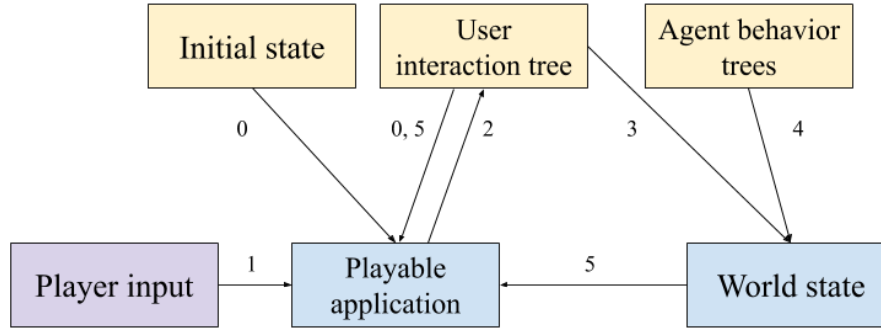 Initial state
User
interaction tree
Agent behavior
trees
0
0, 5
2
3
4
Player input
1
Playable
application
5
World state